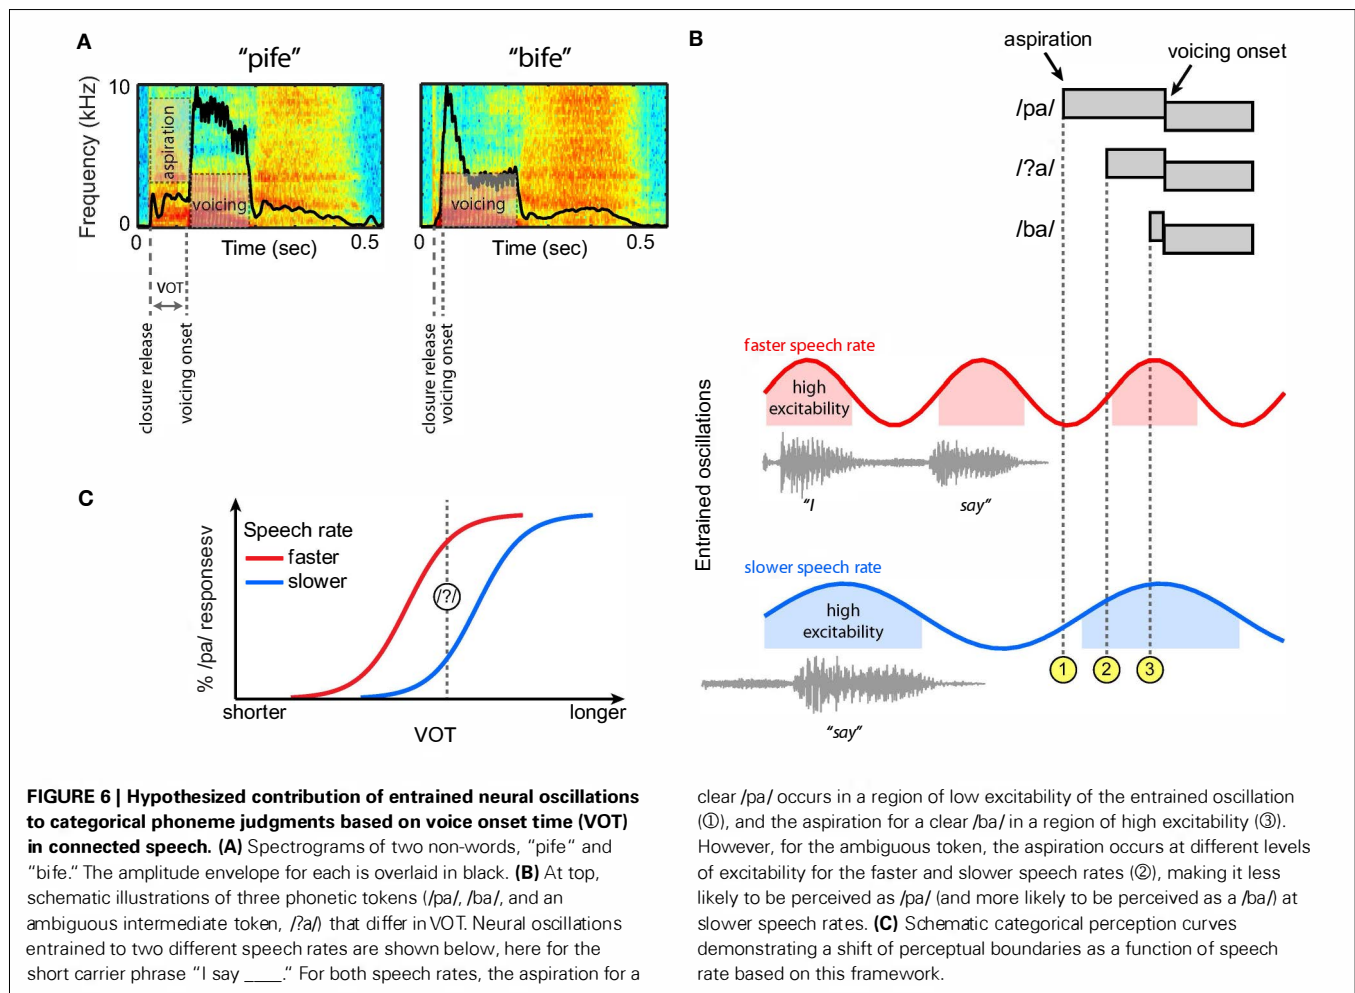 A
"pife"
"bife"
Frequency (kHz)
10
0
aspiration
voicing
voicing
0
Time (sec)
0.5
0
Time (sec)
0.5
VOT
closure release
voicing onset
closure release
voicing onset
B
aspiration
voicing onset
/pa/
/?a/
/ba/
Entrained oscillations
faster speech rate
high
excitability
"I
say"
slower speech rate
high
excitability
1
2
3
"say"
C
% /pa/ responsesv
Speech rate
faster
slower
/?/
shorter
longer
VOT
FIGURE 6 | Hypothesized contribution of entrained neural oscillations
to categorical phoneme judgments based on voice onset time (VOT)
in connected speech. (A) Spectrograms of two non-words, "pife" and
"bife." The amplitude envelope for each is overlaid in black. (B) At top,
schematic illustrations of three phonetic tokens (/pa/, /ba/, and an
ambiguous intermediate token, /?a/) that differ in VOT. Neural oscillations
entrained to two different speech rates are shown below, here for the
short carrier phrase "I say ____." For both speech rates, the aspiration for a
clear /pa/ occurs in a region of low excitability of the entrained oscillation
(①), and the aspiration for a clear /ba/ in a region of high excitability (③).
However, for the ambiguous token, the aspiration occurs at different levels
of excitability for the faster and slower speech rates (②), making it less
likely to be perceived as /pa/ (and more likely to be perceived as a /ba/) at
slower speech rates. (C) Schematic categorical perception curves
demonstrating a shift of perceptual boundaries as a function of speech
rate based on this framework.